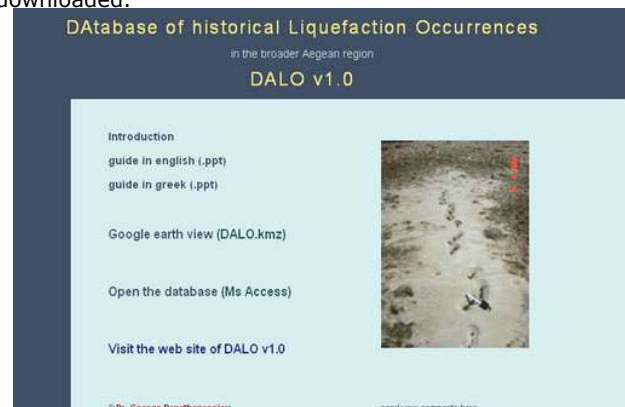 downloaded.
DAtabase of historical Liquefaction Occurrences
in the broader Aegean region
DALO v1.0
Introduction
guide in english (.ppt)
guide in greek (.ppt)
Google earth view (DALO.kmz)
Open the database (Ms Access)
Visit the web site of DALO v1.0